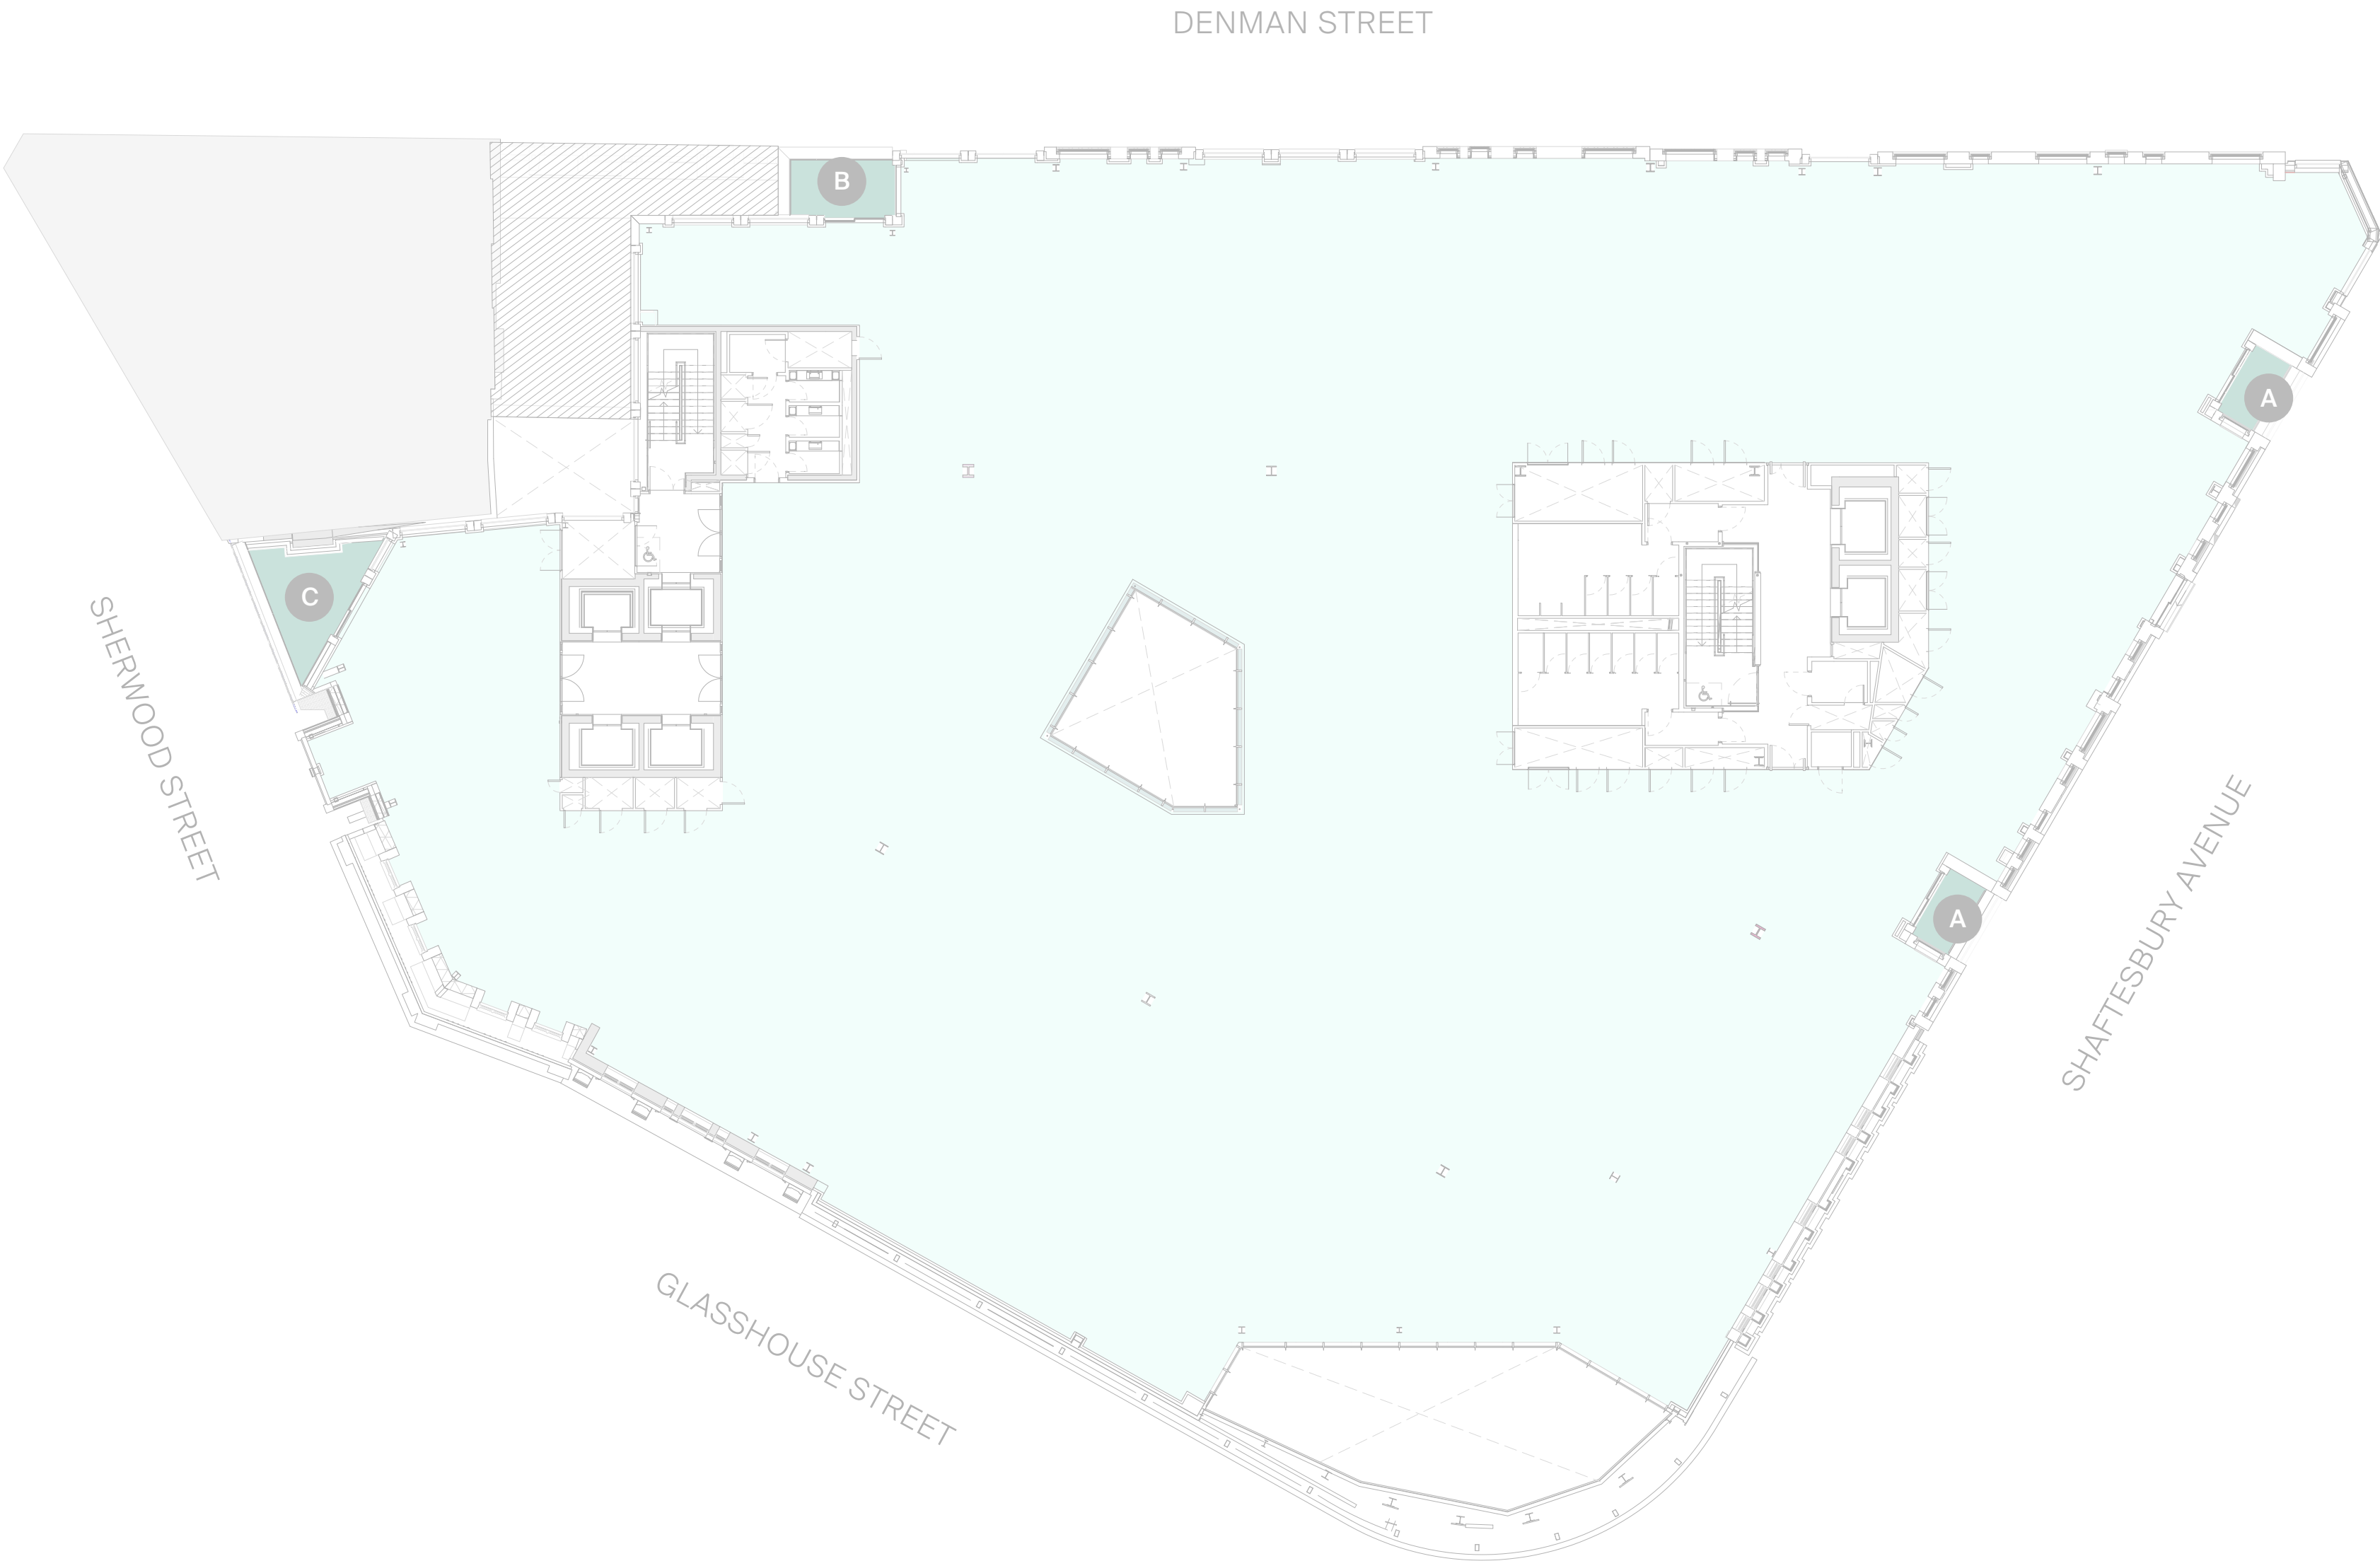 DENMAN STREET
B
A
C
SHERWOOD STREET
A
SHAFTESBURY AVENUE
GLASSHOUSE STREET